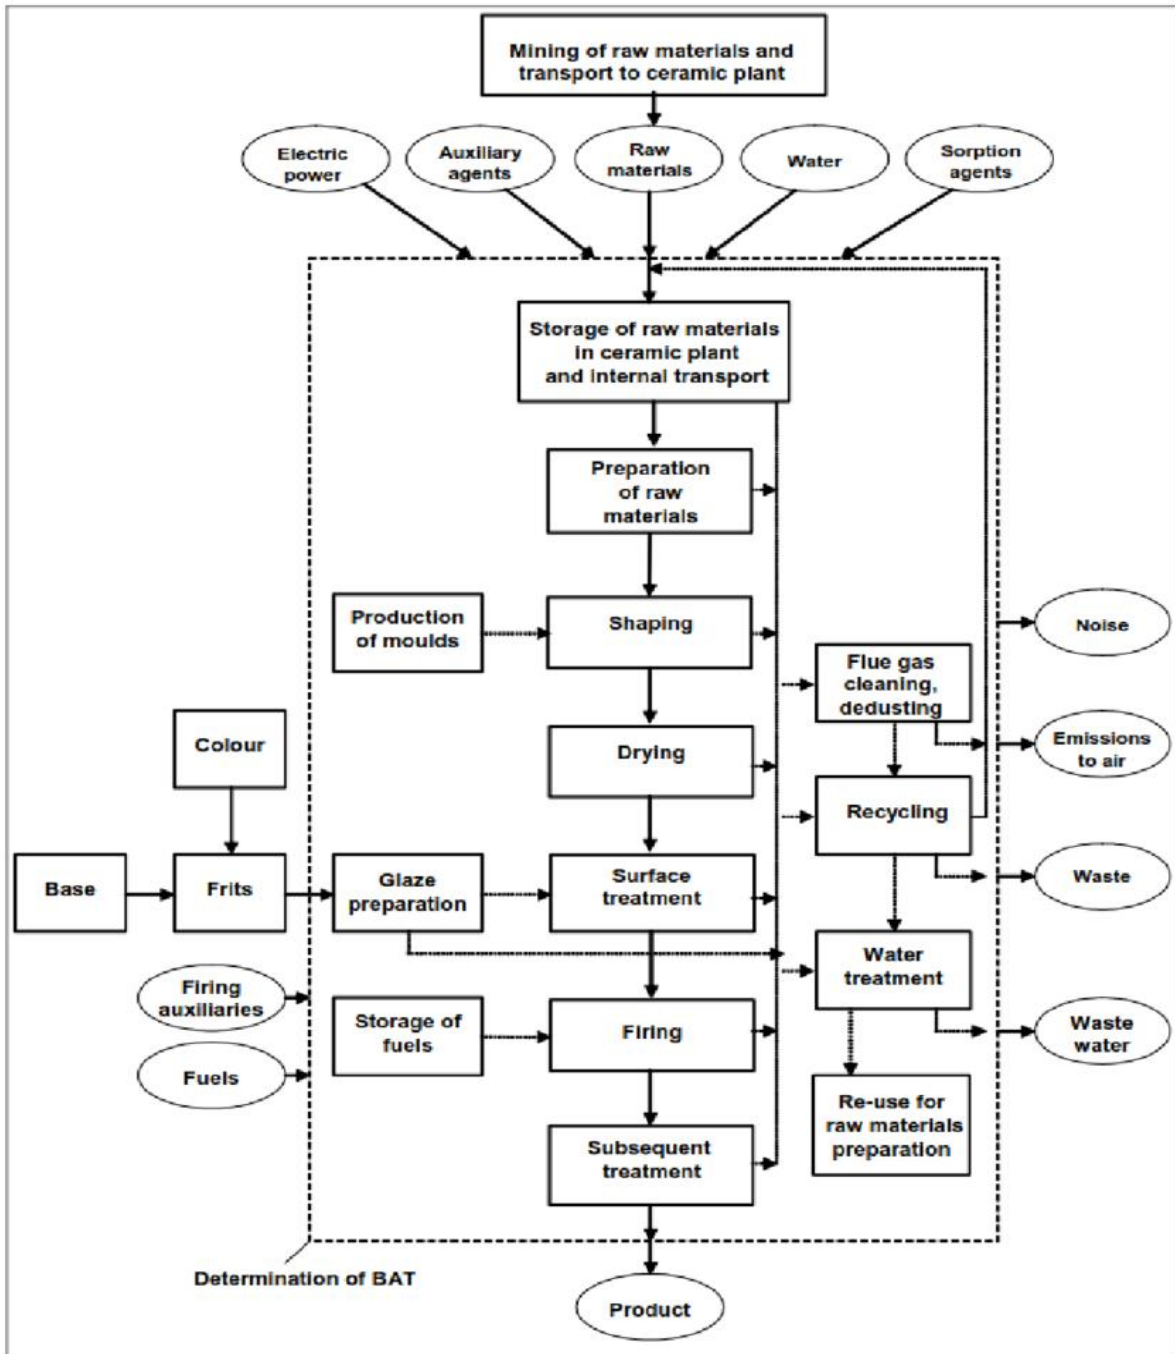 Mining of raw materials and
transport to ceramic plant
Electric
power
Auxiliary
agents
Raw
materials
Water
Sorption
agents
Storage of raw materials
in ceramic plant
and internal transport
Preparation
of raw
materials
Production
of moulds
Shaping
Noise
Flue gas
cleaning,
dedusting
Colour
Drying
Emissions
to air
Recycling
Base
Frits
Glaze
preparation
Surface
treatment
Waste
Water
treatment
Firing
auxiliaries
Storage of
fuels
Firing
Waste
water
Fuels
Re-use for
raw materials
preparation
Subsequent
treatment
Determination of BAT
Product